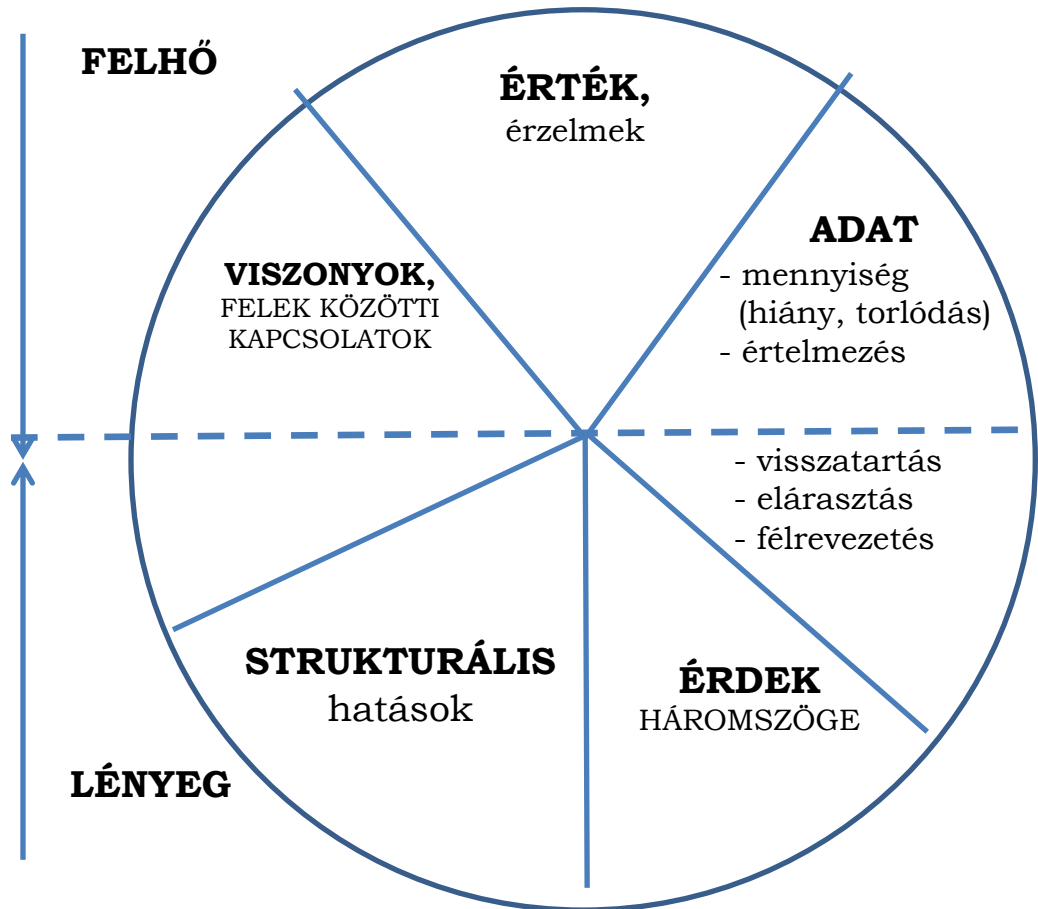 FELHŐ
ÉRTÉK,
érzelmek
ADAT
- mennyiség
(hiány, torlódás)
- értelmezés
VISZONYOK,
FELEK KÖZÖTTI
KAPCSOLATOK
- visszatartás
- elárasztás
- félrevezetés
STRUKTURÁLIS
hatások
ÉRDEK
HÁROMSZÖGE
LÉNYEG